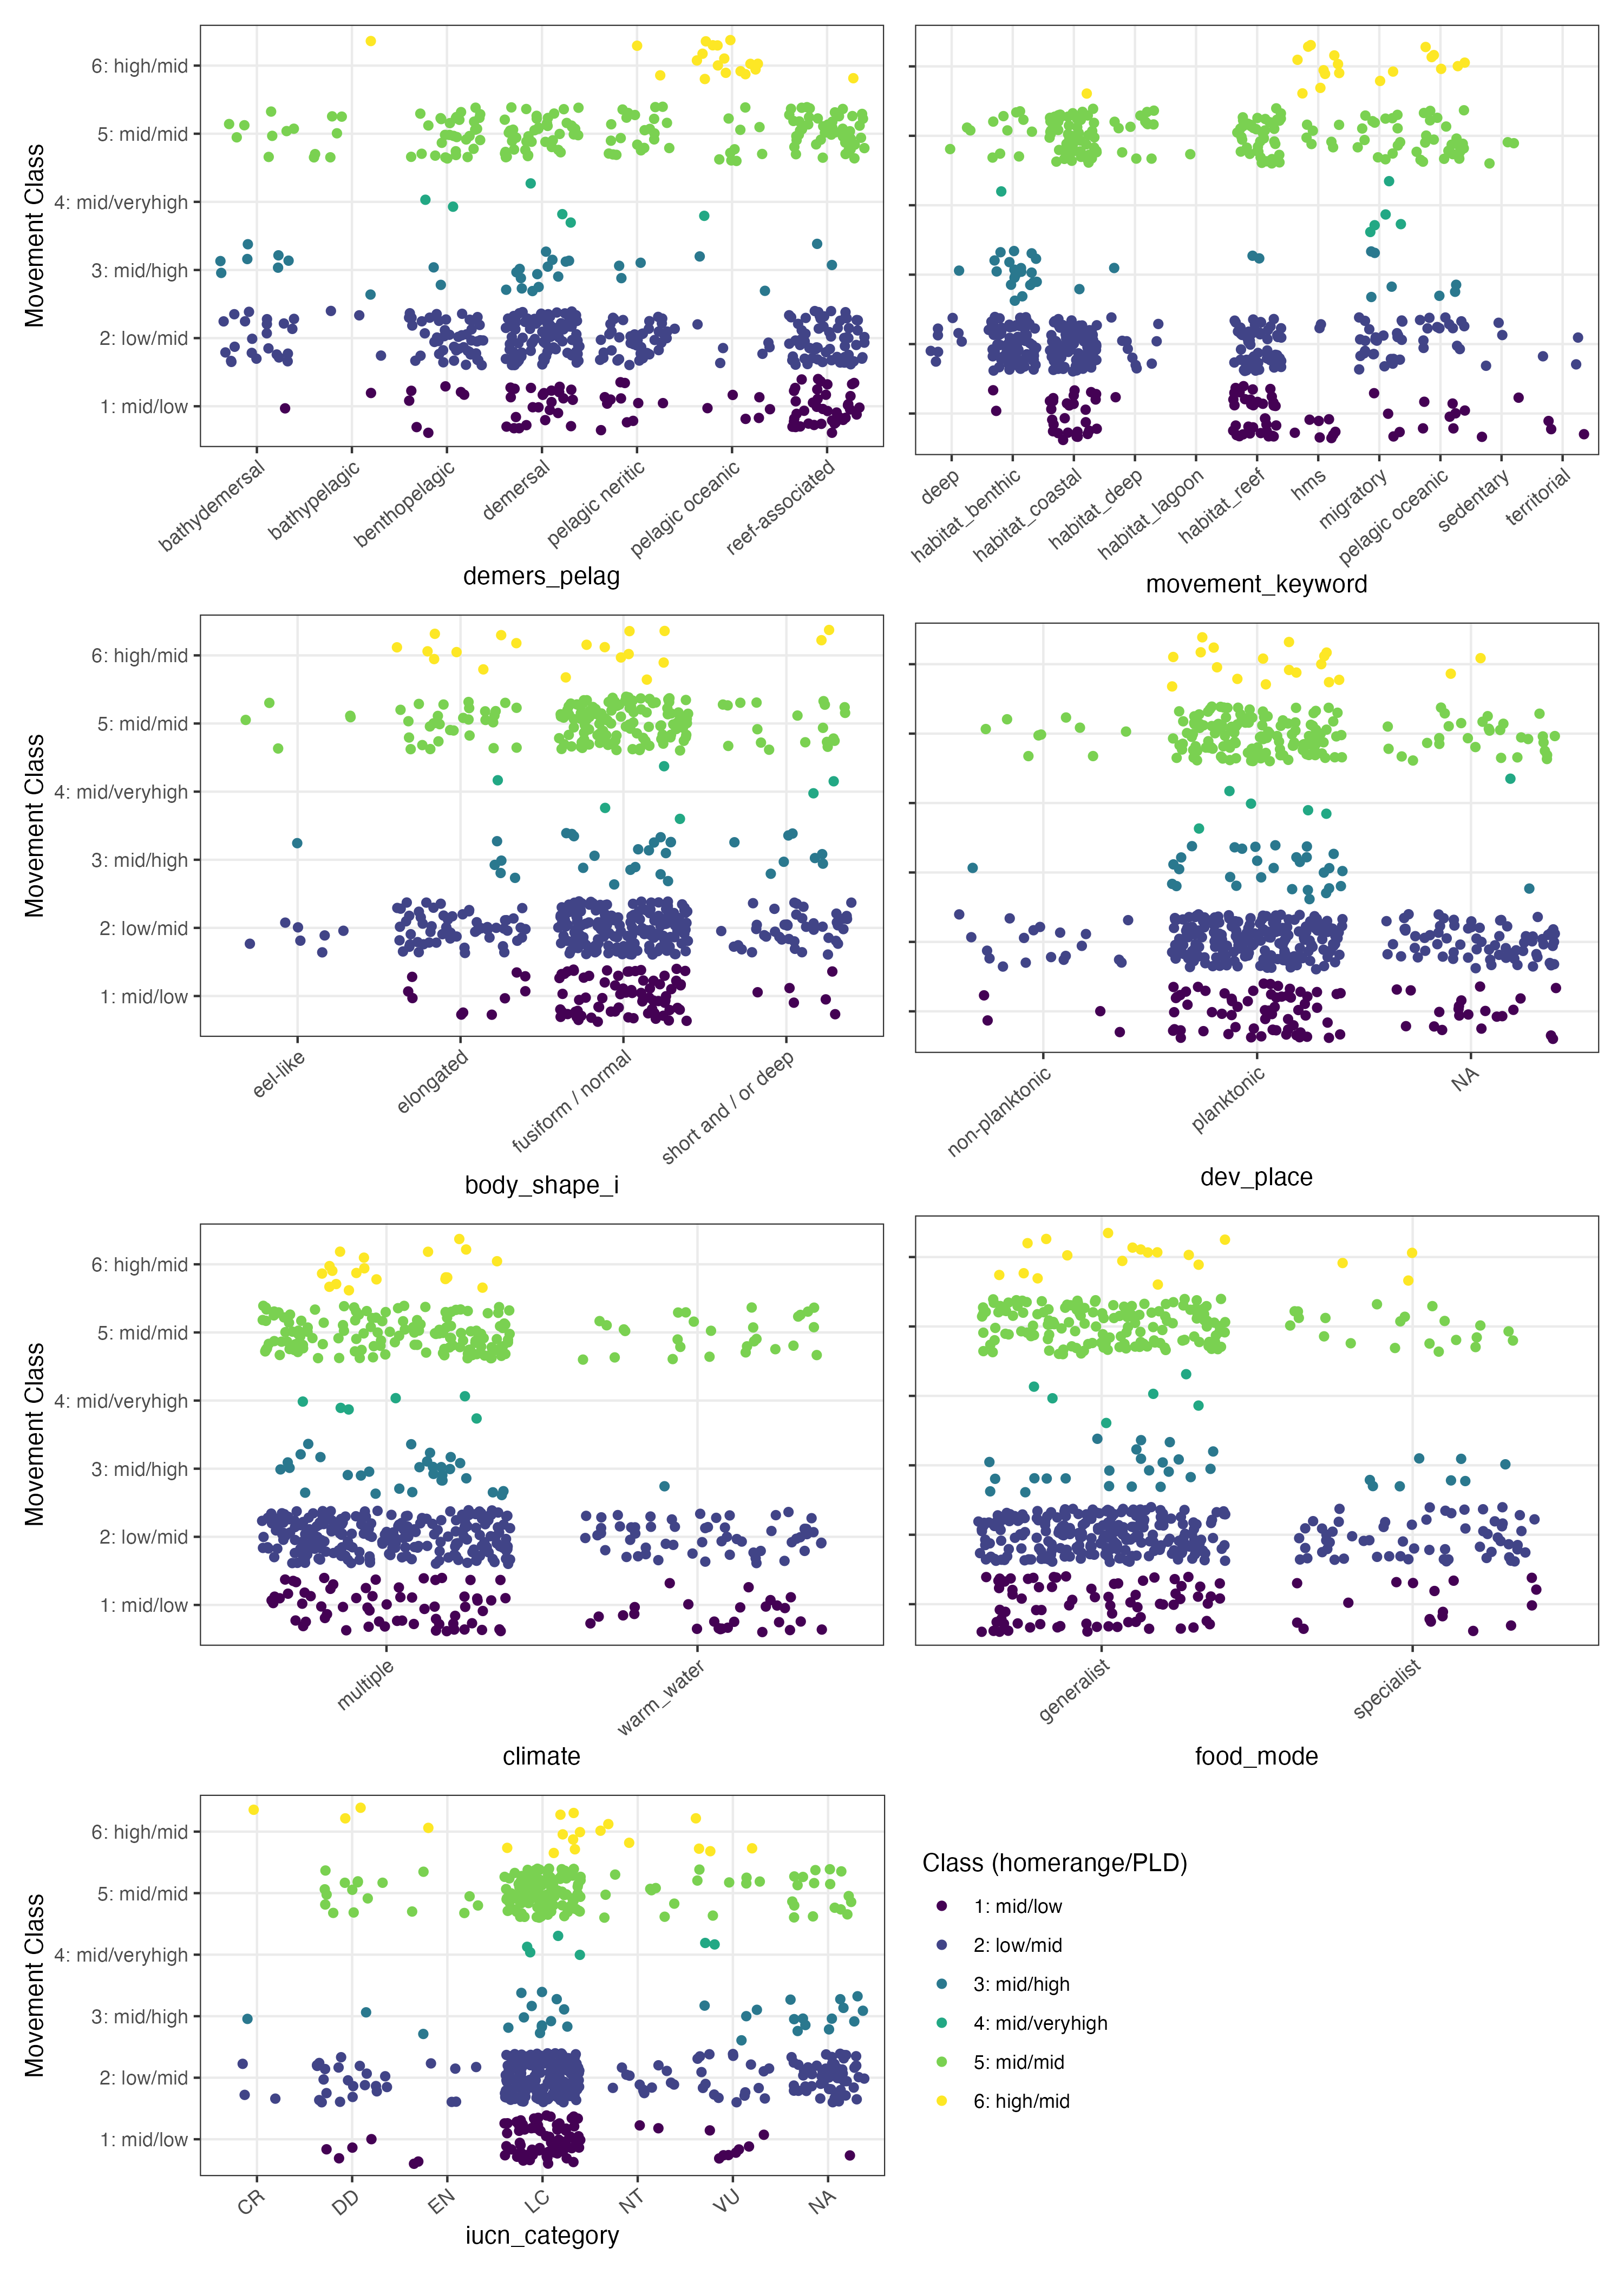 Movement Class
6: high/mid
5: mid/mid
4: mid/veryhigh
3: mid/high
2: low/mid
1: mid/low
bathydemersal
bathypelagic
benthopelagic
demersal
pelagic neritic
pelagic oceanic
reef-associated
demers_pelag
deep
habitat_benthic
habitat_coastal
habitat_deep
habitat_lagoon
habitat_reef
hms
migratory
pelagic oceanic
sedentary
territorial
movement_keyword
Movement Class
6: high/mid
5: mid/mid
4: mid/veryhigh
3: mid/high
2: low/mid
1: mid/low
eel-like
elongated
fusiform / normal
short and / or deep
body_shape_i
non-planktonic
planktonic
NA
dev_place
Movement Class
6: high/mid
5: mid/mid
4: mid/veryhigh
3: mid/high
2: low/mid
1: mid/low
multiple
warm_water
climate
generalist
specialist
food_mode
Movement Class
6: high/mid
5: mid/mid
4: mid/veryhigh
3: mid/high
2: low/mid
1: mid/low
CR
DD
EN
LC
NT
VU
NA
iucn_category
Class (homerange/PLD)
1: mid/low
2: low/mid
3: mid/high
4: mid/veryhigh
5: mid/mid
6: high/mid